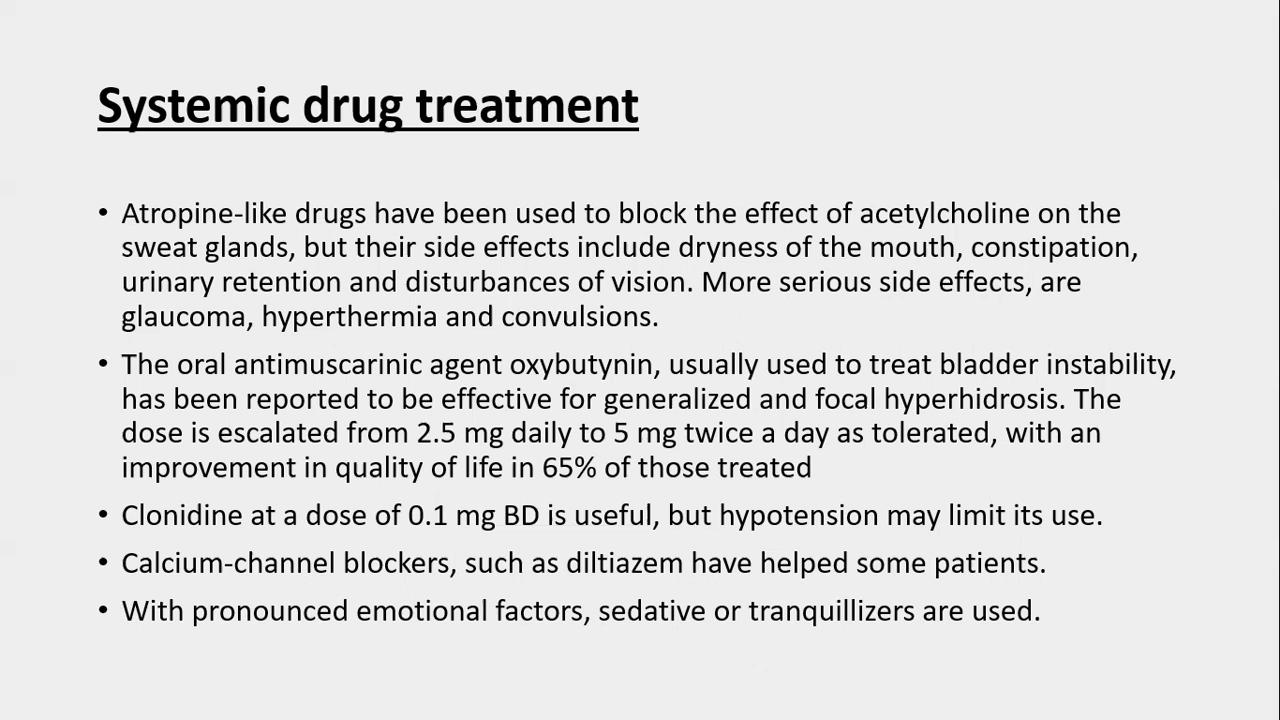 Systemic drug treatment
• Atropine-like drugs have been used to block the effect of acetylcholine on the
sweat glands, but their side effects include dryness of the mouth, constipation,
urinary retention and disturbances of vision. More serious side effects, are
glaucoma, hyperthermia and convulsions.
• The oral antimuscarinic agent oxybutynin, usually used to treat bladder instability,
has been reported to be effective for generalized and focal hyperhidrosis. The
dose is escalated from 2.5 mg daily to 5 mg twice a day as tolerated, with an
improvement in quality of life in 65% of those treated
• Clonidine at a dose of 0.1 mg BD is useful, but hypotension may limit its use.
• Calcium-channel blockers, such as diltiazem have helped some patients.
• With pronounced emotional factors, sedative or tranquillizers are used.